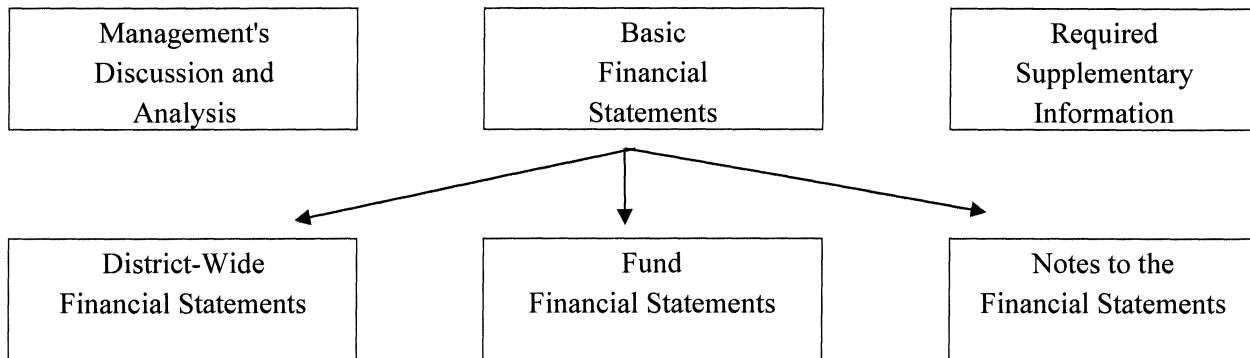 Management's
Discussion and
Analysis
Basic
Financial
Statements
Required
Supplementary
Information
District-Wide
Financial Statements
Fund
Financial Statements
Notes to the
Financial Statements